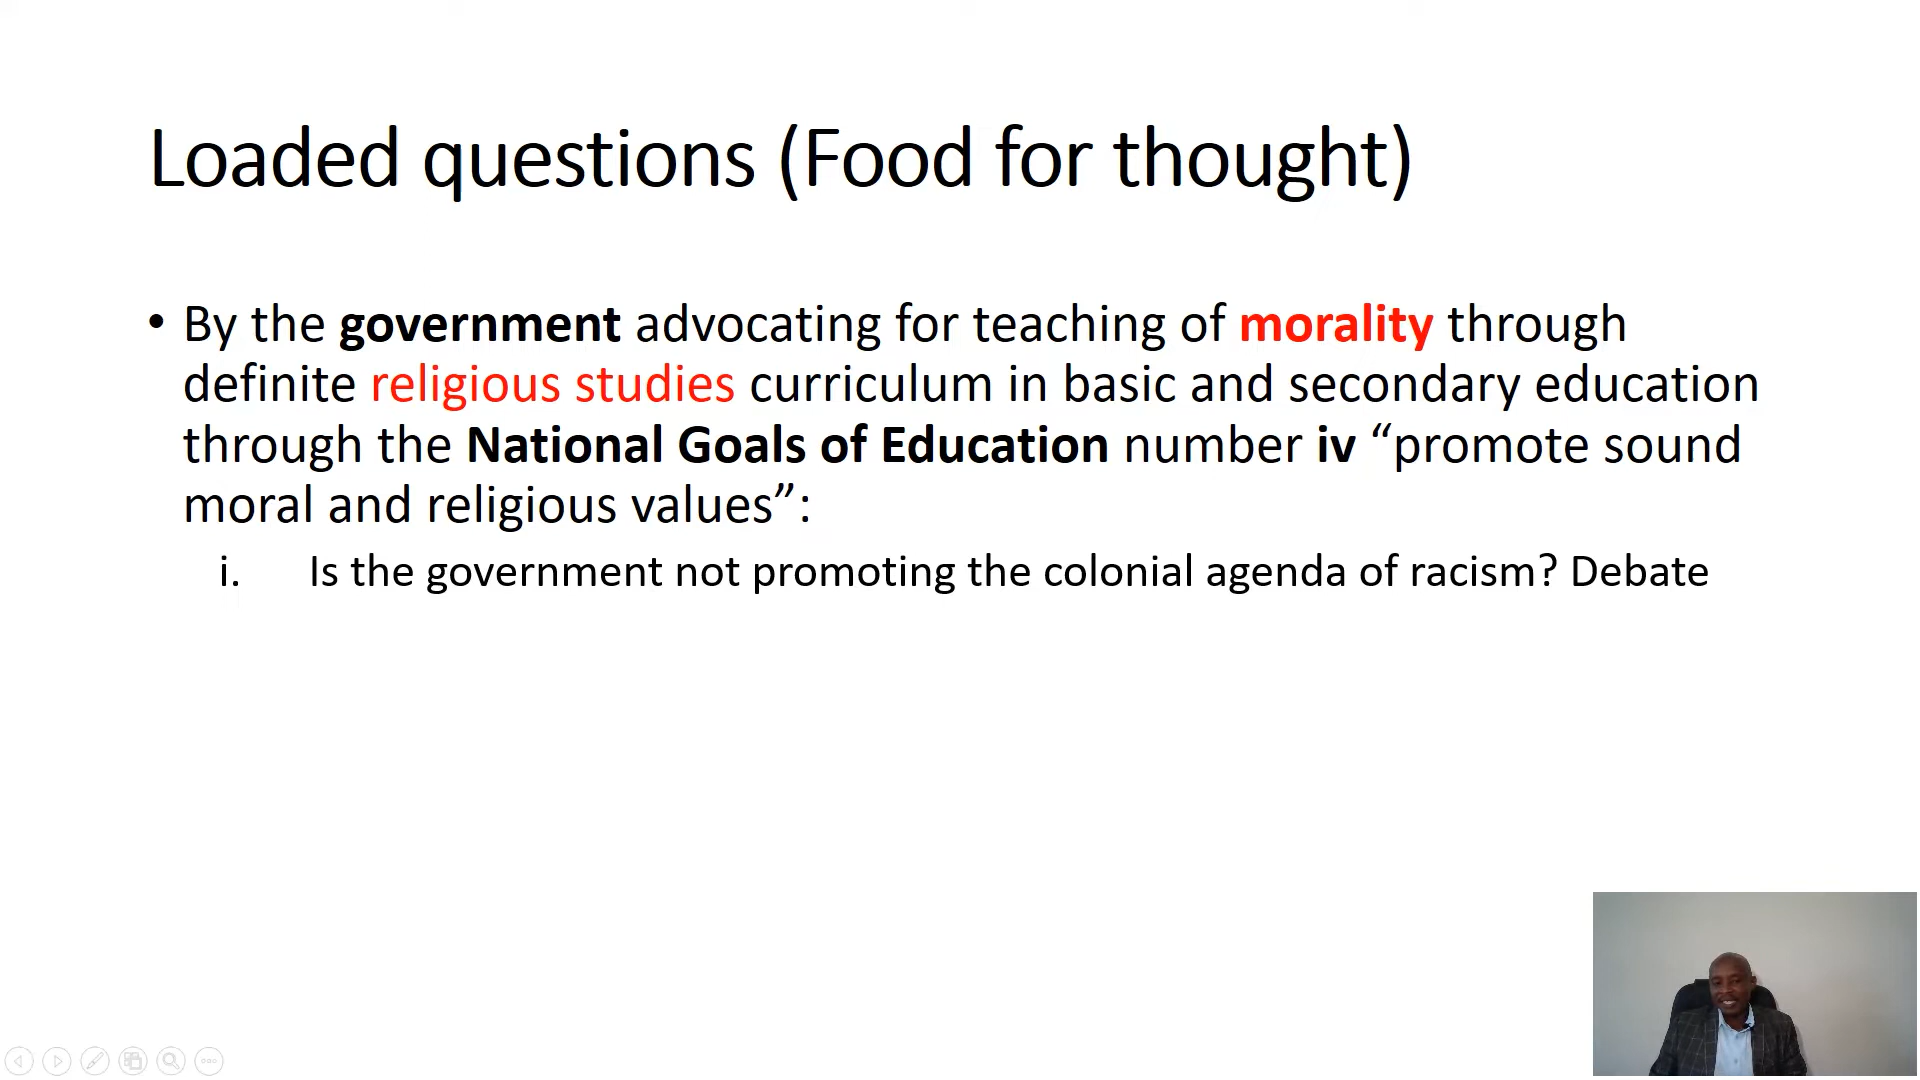 Loaded questions (Food for thought)
• By the government advocating for teaching of morality through
definite religious studies curriculum in basic and secondary education
through the National Goals of Education number iv “promote sound
moral and religious values”:
i. Is the government not promoting the colonial agenda of racism? Debate